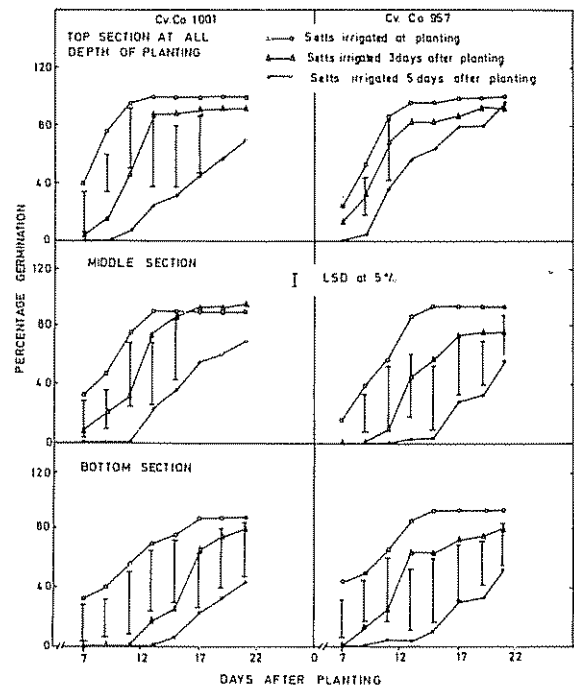 Cv. Co 1001
Cv. Co 957
TOP SECTION AT ALL
DEPTH OF PLANTING
Setts irrigated at planting
Setts irrigated 3days after planting
Setts irrigated 5days after planting
120
80
40
0
MIDDLE SECTION
LSD at 5%
120
80
40
0
PERCENTAGE GERMINATION
BOTTOM SECTION
120
80
40
0
7 12 17 22 0 7 12 17 22
DAYS AFTER PLANTING